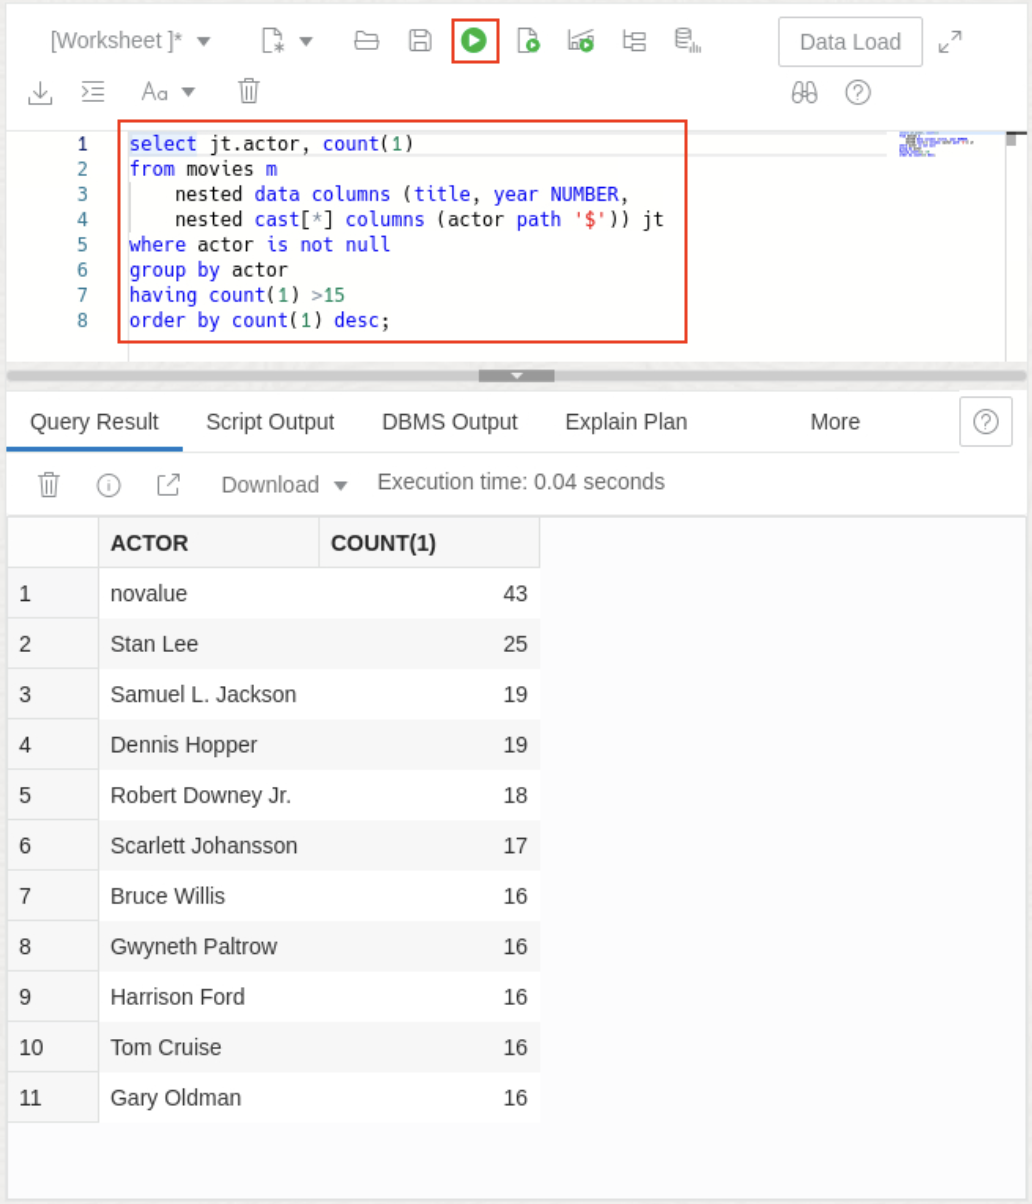 [Worksheet ]*
Data Load
Aa
1 select jt.actor, count(1)
2 from movies m
3 nested data columns (title, year NUMBER,
4 nested cast[*] columns (actor path '$')) jt
5 where actor is not null
6 group by actor
7 having count(1) >15
8 order by count(1) desc;
Query Result Script Output DBMS Output Explain Plan More
Download Execution time: 0.04 seconds
ACTOR COUNT(1)
1 novalue 43
2 Stan Lee 25
3 Samuel L. Jackson 19
4 Dennis Hopper 19
5 Robert Downey Jr. 18
6 Scarlett Johansson 17
7 Bruce Willis 16
8 Gwyneth Paltrow 16
9 Harrison Ford 16
10 Tom Cruise 16
11 Gary Oldman 16